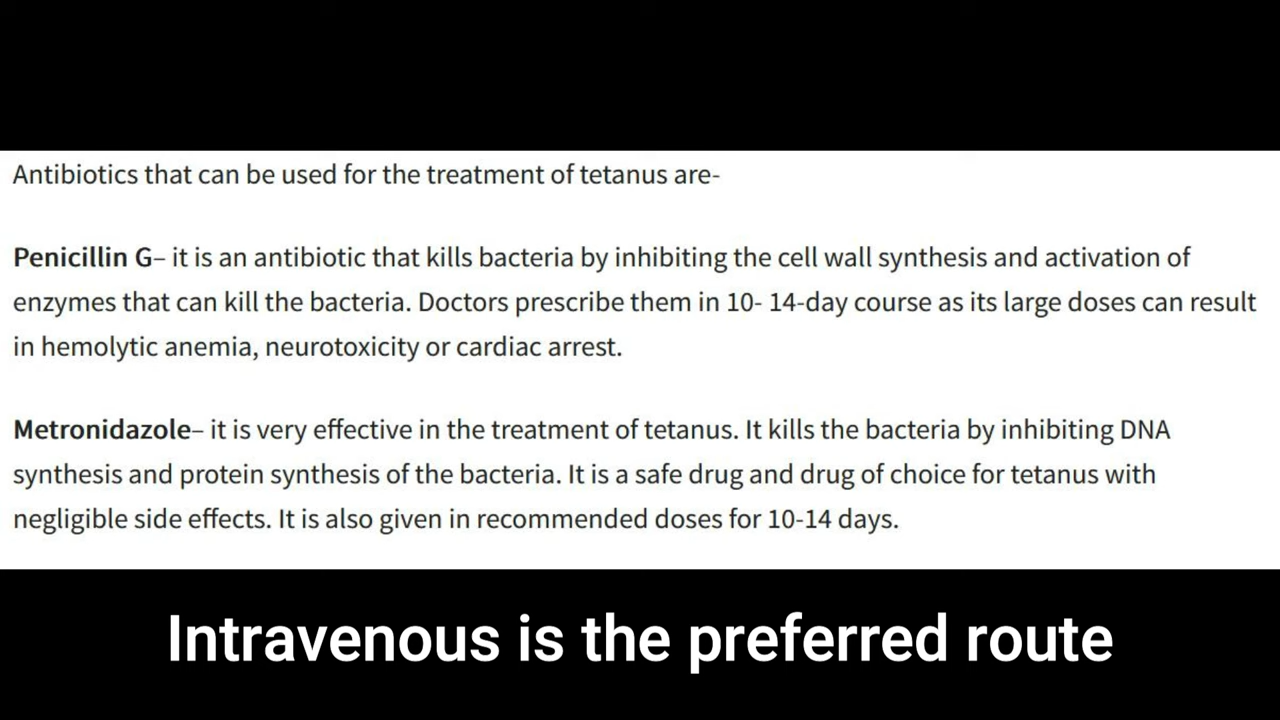 Antibiotics that can be used for the treatment of tetanus are-
Penicillin G– it is an antibiotic that kills bacteria by inhibiting the cell wall synthesis and activation of
enzymes that can kill the bacteria. Doctors prescribe them in 10- 14-day course as its large doses can result
in hemolytic anemia, neurotoxicity or cardiac arrest.
Metronidazole– it is very effective in the treatment of tetanus. It kills the bacteria by inhibiting DNA
synthesis and protein synthesis of the bacteria. It is a safe drug and drug of choice for tetanus with
negligible side effects. It is also given in recommended doses for 10-14 days.
Intravenous is the preferred route